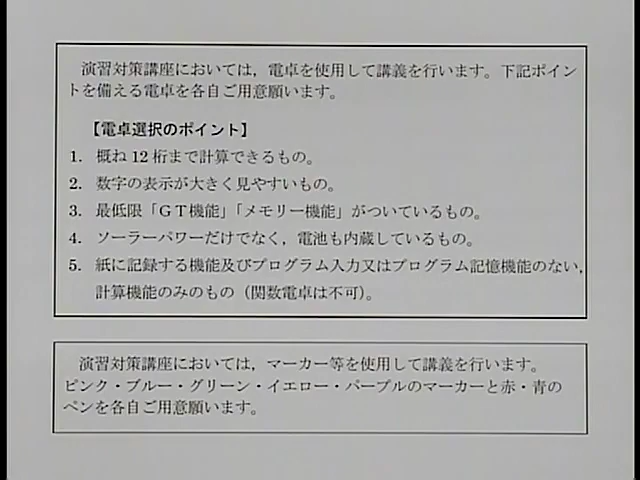 演習対策講座においては，電卓を使用して講義を行います。下記ポイン
トを備える電卓を各自ご用意願います。
【電卓選択のポイント】
1．概ね 12 桁まで計算できるもの。
2．数字の表示が大きく見やすいもの。
3．最低限「ＧＴ機能」「メモリー機能」がついているもの。
4．ソーラーパワーだけでなく，電池も内蔵しているもの。
5．紙に記録する機能及びプログラム入力又はプログラム記憶機能のない，
計算機能のみのもの（関数電卓は不可）。
演習対策講座においては，マーカー等を使用して講義を行います。
ピンク・ブルー・グリーン・イエロー・パープルのマーカーと赤・青の
ペンを各自ご用意願います。